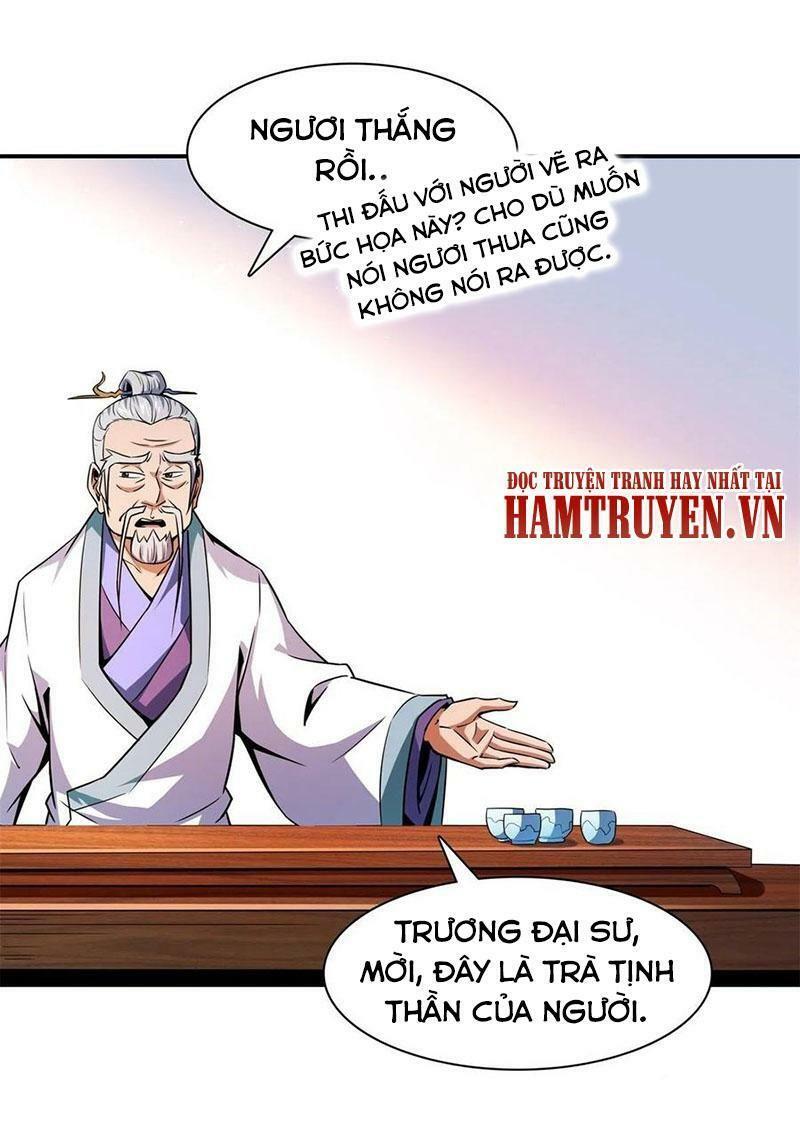 NGƯƠI THẮNG
RỒI..
THI ĐẤU VỚI NGƯỜI VẼ RA
BỨC HỌA NÀY? CHO DÙ MUỐN
NÓI NGƯƠI THUA CŨNG
KHÔNG NÓI RA ĐƯỢC.
ĐỌC TRUYỆN TRANH HAY NHẤT TẠI
HAMTRUYEN.VN
TRƯƠNG ĐẠI SƯ,
MỜI, ĐÂY LÀ TRÀ TỊNH
THẦN CỦA NGƯỜI.